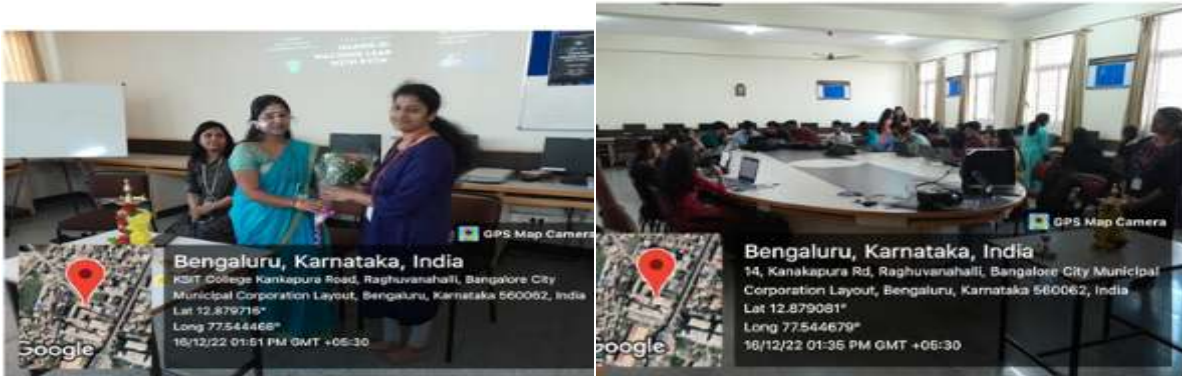 GPS Map Camera
Bengaluru, Karnataka, India
KSIT College Kankapura Road, Raghuvanahalli, Bangalore City
Municipal Corporation Layout, Bengaluru, Karnataka 560062, India
Lat 12.879716°
Long 77.544466°
16/12/22 01:51 PM GMT +05:30
Google
GPS Map Camera
Bengaluru, Karnataka, India
14, Kanakapura Rd, Raghuvanahalli, Bangalore City Municipal
Corporation Layout, Bengaluru, Karnataka 560062, India
Lat 12.879081°
Long 77.544679°
16/12/22 01:35 PM GMT +05:30
Google